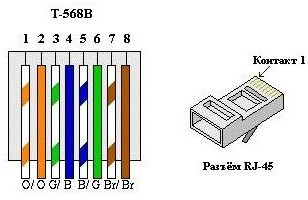 T-568B
1 2 3 4 5 6 7 8
O/ O G/ B B/ G Br/ Br
Контакт 1
Разъём RJ-45